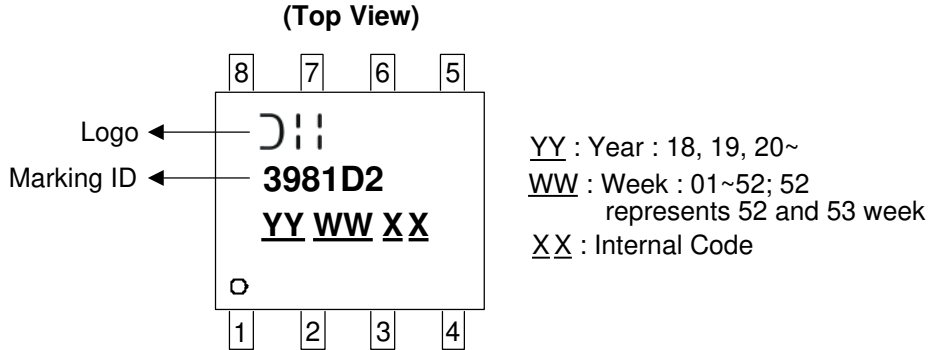 (Top View)
8 7 6 5
Logo
Marking ID
3981D2
YY WW X X
1 2 3 4
YY : Year : 18, 19, 20~
WW : Week : 01~52; 52
represents 52 and 53 week
X X : Internal Code